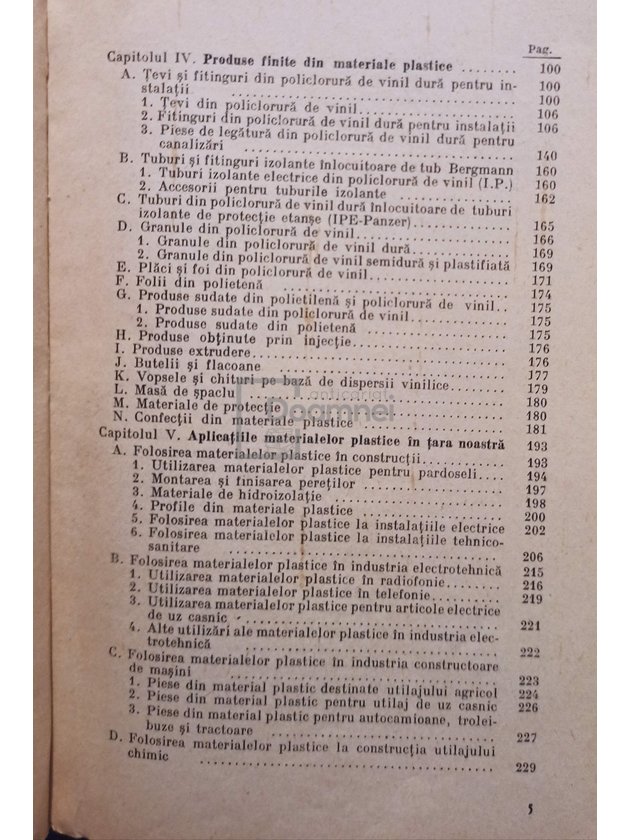 Pag.
Capitolul IV. Produse finite din materiale plastice ........ 100
A. Țevi și fitinguri din policlorură de vinil dură pentru in-
stalații ........ 100
1. Țevi din policlorură de vinil ........ 100
2. Fitinguri din policlorură de vinil dură pentru instalații 106
3. Piese de legătură din policlorură de vinil dură pentru 106
canalizări ........ 140
B. Tuburi și fitinguri izolante înlocuitoare de tub Bergmann 160
1. Tuburi izolante electrice din policlorură de vinil (I.P.) 160
2. Accesorii pentru tuburile izolante ........ 162
C. Tuburi din policlorură de vinil dură înlocuitoare de tuburi
izolante de protecție etanșe (IPE-Panzer) ........ 165
D. Granule din policlorură de vinil ........ 166
1. Granule din policlorură de vinil dură ........ 169
2. Granule din policlorură de vinil semidură și plastifiată 169
E. Plăci și foi din policlorură de vinil ........ 171
F. Folii din polietenă ........ 174
G. Produse sudate din polietilenă și policlorură de vinil .. 175
1. Produse sudate din policlorură de vinil ........ 175
2. Produse sudate din polietenă ........ 175
H. Produse obținute prin injecție ........ 176
I. Produse extrudere ........ 176
J. Butelii și flacoane ........ 177
K. Vopsele și chituri pe bază de dispersii vinilice ........ 179
L. Masă de șpaclu ........ 180
M. Materiale de protecție ........ 180
N. Confecții din materiale plastice ........ 181
Capitolul V. Aplicațiile materialelor plastice în țara noastră 193
A. Folosirea materialelor plastice în construcții ........ 193
1. Utilizarea materialelor plastice pentru pardoseli .... 194
2. Montarea și finisarea pereților ........ 197
3. Materiale de hidroizolație ........ 198
4. Profile din materiale plastice ........ 200
5. Folosirea materialelor plastice la instalațiile electrice 202
6. Folosirea materialelor plastice la instalațiile tehnico-
sanitare ........ 206
B. Folosirea materialelor plastice în industria electrotehnică 215
1. Utilizarea materialelor plastice în radiofonie ........ 216
2. Utilizarea materialelor plastice în telefonie ........ 219
3. Utilizarea materialelor plastice pentru articole electrice
de uz casnic ........ 221
4. Alte utilizări ale materialelor plastice în industria elec-
trotehnică ........ 222
C. Folosirea materialelor plastice în industria constructoare
de mașini ........ 223
1. Piese din material plastic destinate utilajului agricol 224
2. Piese din material plastic pentru utilaj de uz casnic 226
3. Piese din material plastic pentru autocamioane, trolei-
buze și tractoare ........ 227
D. Folosirea materialelor plastice la construcția utilajului
chimic ........ 229
anticariat
Doamnei
5